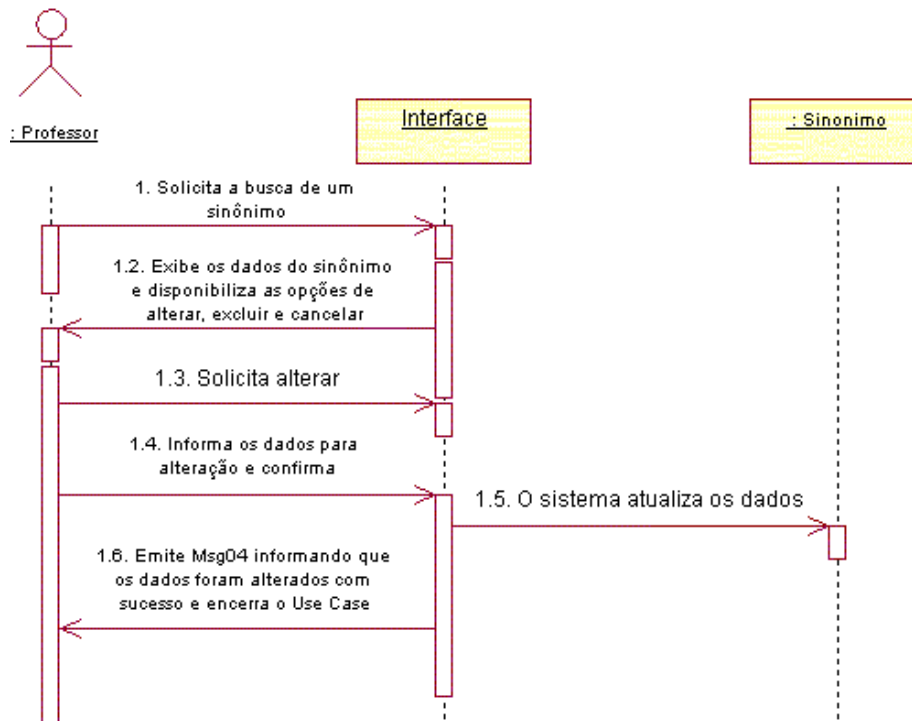 : Professor
Interface
: Sinonimo
1. Solicita a busca de um
sinônimo
1.2. Exibe os dados do sinônimo
e disponibiliza as opções de
alterar, excluir e cancelar
1.3. Solicita alterar
1.4. Informa os dados para
alteração e confirma
1.5. O sistema atualiza os dados
1.6. Emite Msg04 informando que
os dados foram alterados com
sucesso e encerra o Use Case